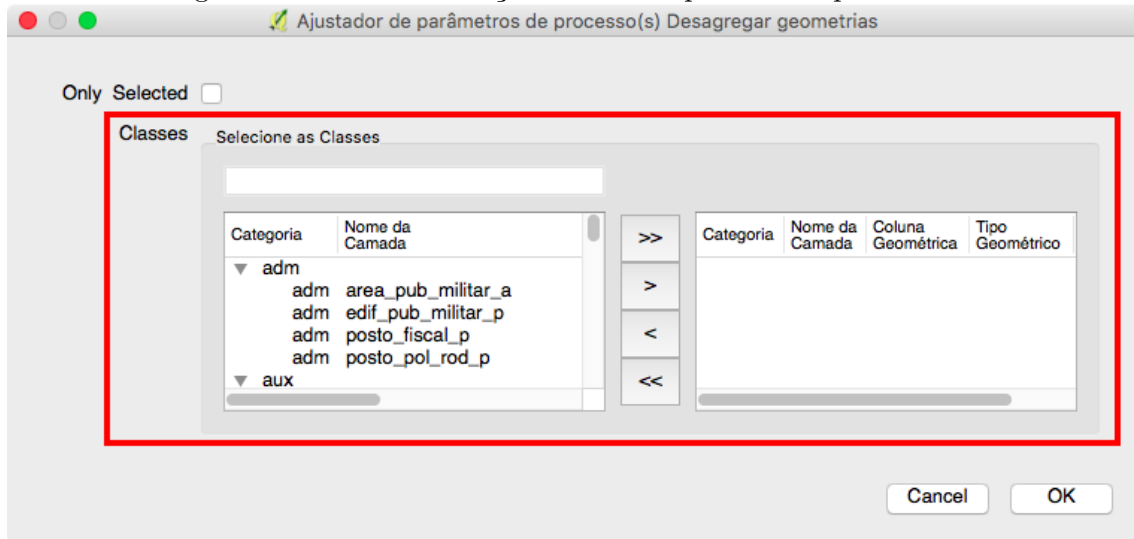 Ajustador de parâmetros de processo(s) Desagregar geometrias
Only Selected
Classes
Selecione as Classes
Categoria Nome da Camada
adm
adm area_pub_militar_a
adm edif_pub_militar_p
adm posto_fiscal_p
adm posto_pol_rod_p
aux
>>
>
<
<<
Categoria Nome da Camada Coluna Geométrica Tipo Geométrico
Cancel OK